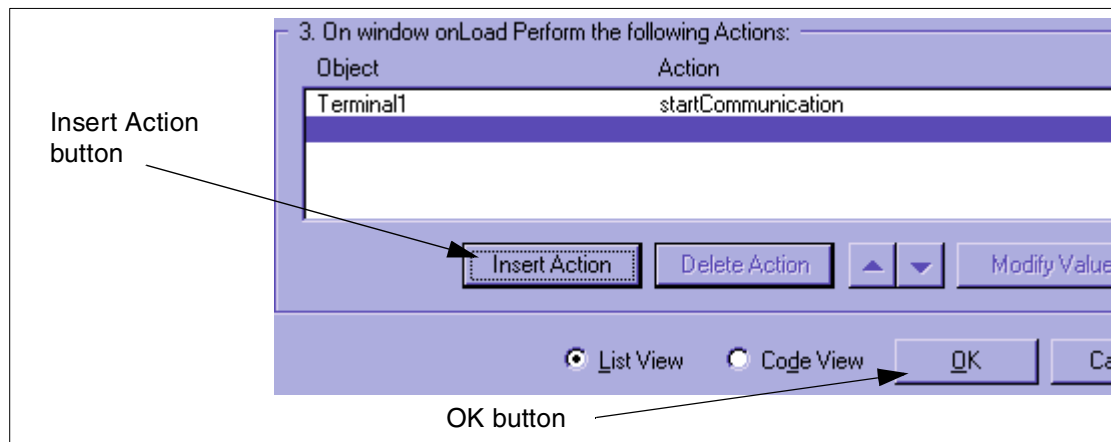 3. On window onLoad Perform the following Actions:
Object Action
Terminal1 startCommunication
Insert Action
button
Insert Action Delete Action Modify Value
List View Code View OK Ca
OK button